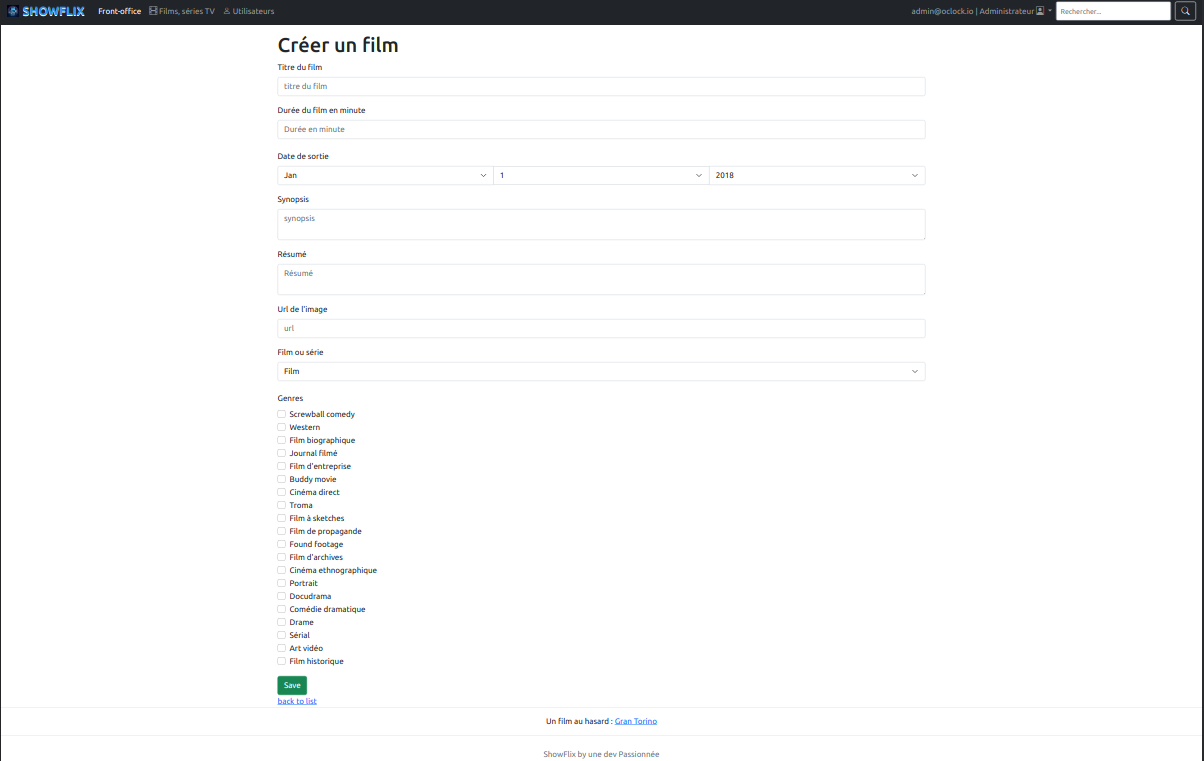 SHOWFLIX Front-office Films, séries TV Utilisateurs admin@oclock.io | Administrateur Rechercher...
Créer un film
Titre du film
titre du film
Durée du film en minute
Durée en minute
Date de sortie
Jan 1 2018
Synopsis
synopsis
Résumé
Résumé
Url de l'image
url
Film ou série
Film
Genres
Screwball comedy
Western
Film biographique
Journal filmé
Film d'entreprise
Buddy movie
Cinéma direct
Troma
Film à sketches
Film de propagande
Found footage
Film d'archives
Cinéma ethnographique
Portrait
Docudrama
Comédie dramatique
Drame
Sérial
Art vidéo
Film historique
Save
back to list
Un film au hasard : Gran Torino
ShowFlix by une dev Passionnée